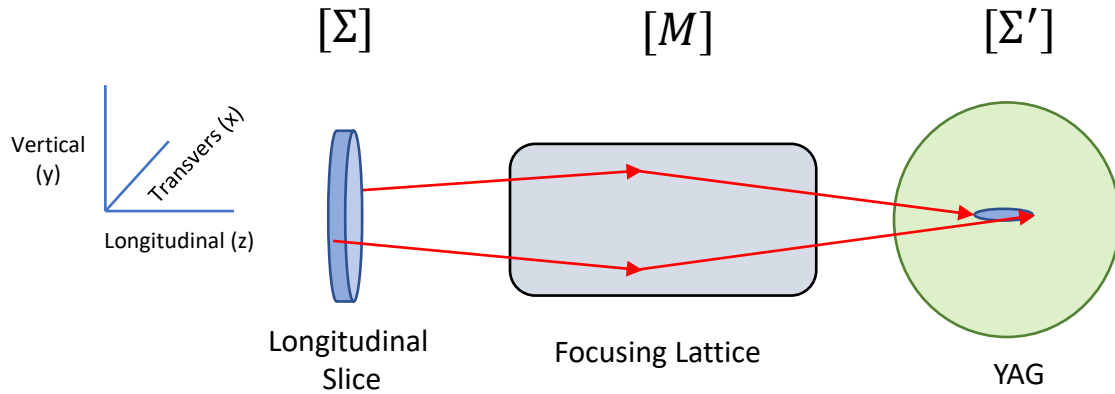 [Σ]
[M]
[Σ′]
Vertical
(y)
Transvers (x)
Longitudinal (z)
Longitudinal
Slice
Focusing Lattice
YAG